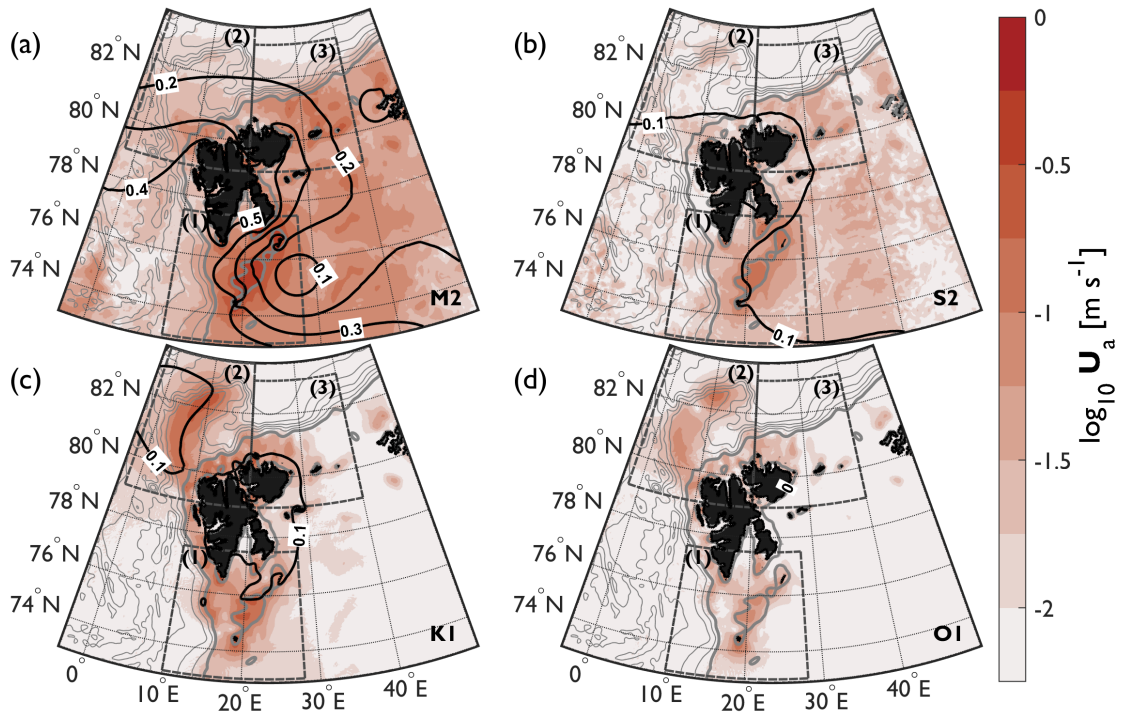 (a)
82°N
80°N
78°N
76°N
74°N
(2)
(3)
(1)
0.2
0.4
0.5
0.2
0.1
0.3
M2
(b)
82°N
80°N
78°N
76°N
74°N
(2)
(3)
(1)
0.1
0.1
S2
(c)
82°N
80°N
78°N
76°N
74°N
(2)
(3)
(1)
0.1
0.1
0
K1
0°
10°E
20°E
30°E
40°E
(d)
82°N
80°N
78°N
76°N
74°N
(2)
(3)
(1)
0
O1
0°
10°E
20°E
30°E
40°E
0
-0.5
-1
-1.5
-2
log10 Ua [m s-1]